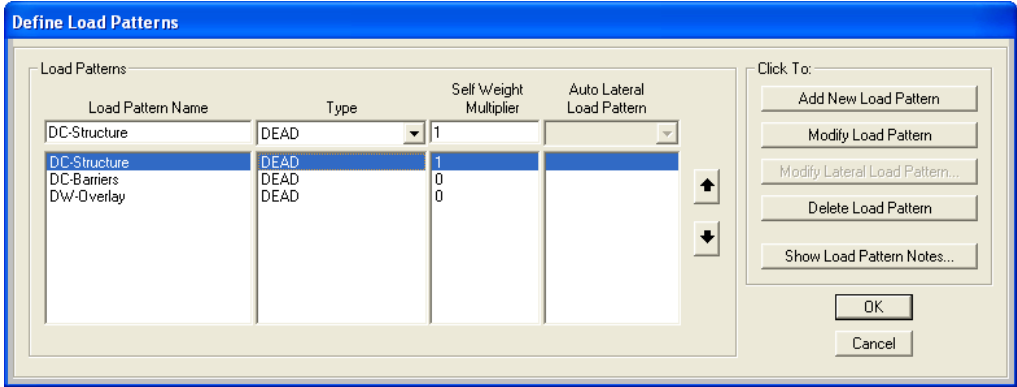 Define Load Patterns
Load Patterns
Click To:
Load Pattern Name Type Self Weight Multiplier Auto Lateral Load Pattern
DC-Structure DEAD 1
DC-Structure DEAD 1
DC-Barriers DEAD 0
DW-Overlay DEAD 0
Add New Load Pattern
Modify Load Pattern
Modify Lateral Load Pattern...
Delete Load Pattern
Show Load Pattern Notes...
OK
Cancel